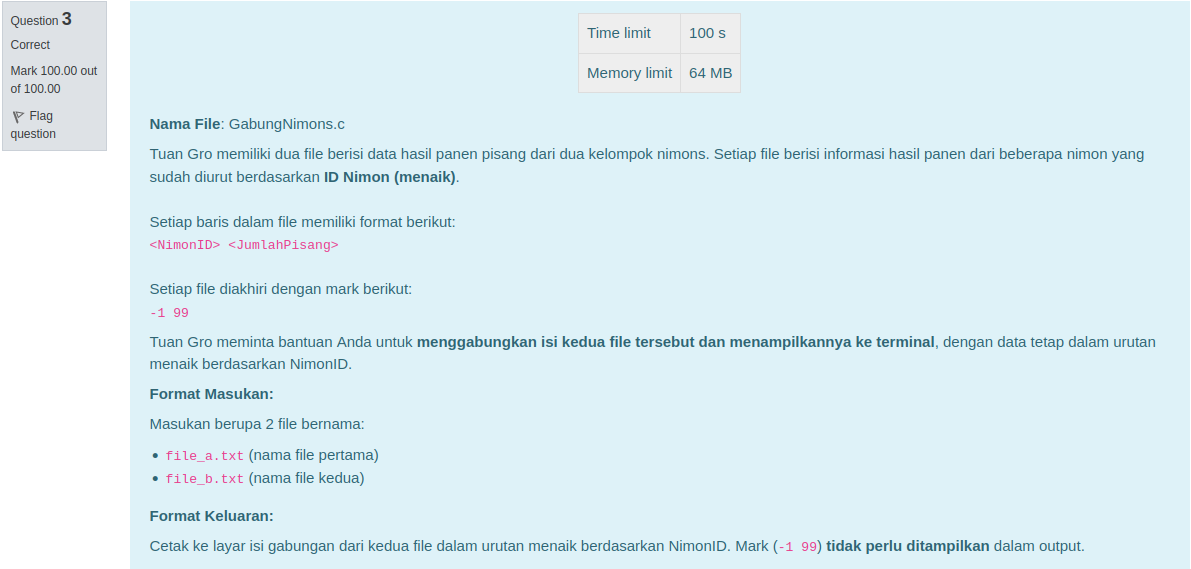 Question 3
Correct
Mark 100.00 out
of 100.00
Flag
question
Time limit 100 s
Memory limit 64 MB
Nama File: GabungNimons.c
Tuan Gro memiliki dua file berisi data hasil panen pisang dari dua kelompok nimons. Setiap file berisi informasi hasil panen dari beberapa nimon yang
sudah diurut berdasarkan ID Nimon (menaik).
Setiap baris dalam file memiliki format berikut:
<NimonID> <JumlahPisang>
Setiap file diakhiri dengan mark berikut:
-1 99
Tuan Gro meminta bantuan Anda untuk menggabungkan isi kedua file tersebut dan menampilkannya ke terminal, dengan data tetap dalam urutan
menaik berdasarkan NimonID.
Format Masukan:
Masukan berupa 2 file bernama:
• file_a.txt (nama file pertama)
• file_b.txt (nama file kedua)
Format Keluaran:
Cetak ke layar isi gabungan dari kedua file dalam urutan menaik berdasarkan NimonID. Mark (-1 99) tidak perlu ditampilkan dalam output.